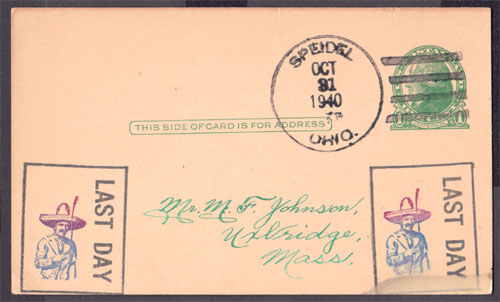 SPEIDEL
OCT
31
1940
OHIO.
THIS SIDE OF CARD IS FOR ADDRESS
LAST DAY
Mr. M. F. Johnson,
Uxbridge,
Mass.
LAST DAY